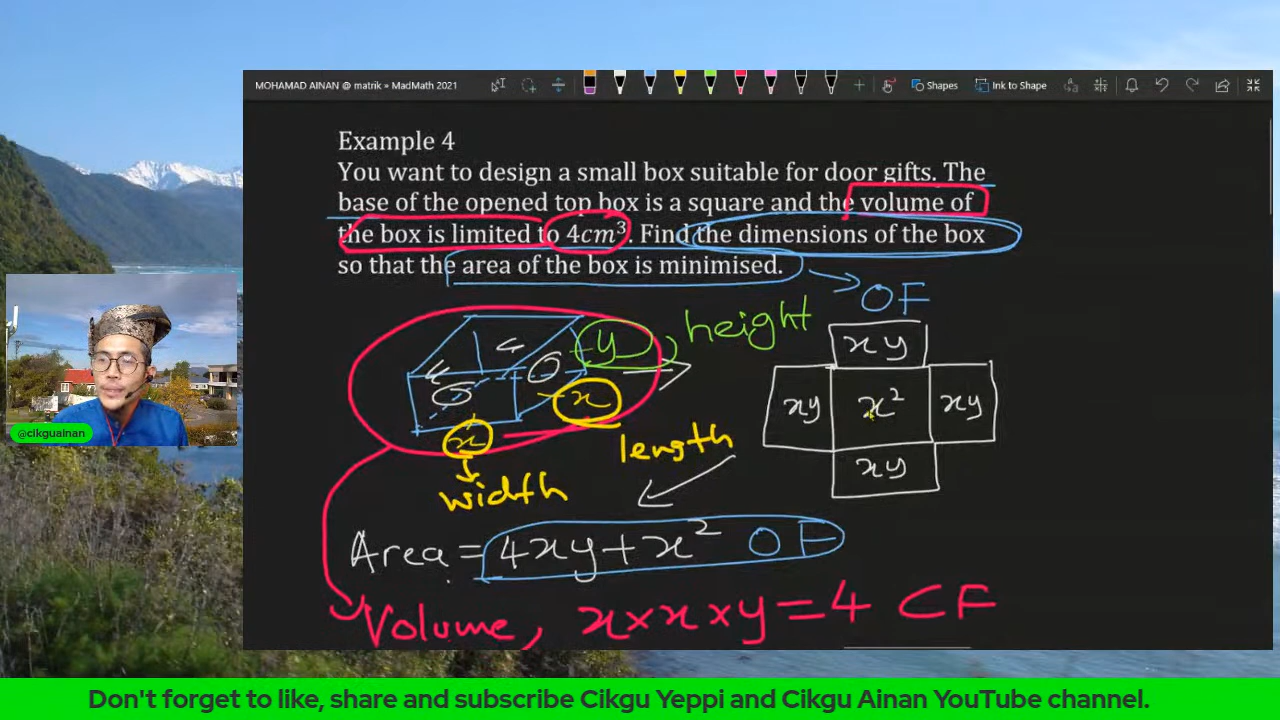 MOHAMAD AINAN @ matrik » MadMath 2021
Shapes
Ink to Shape
Example 4
You want to design a small box suitable for door gifts. The
base of the opened top box is a square and the volume of
the box is limited to 4cm³. Find the dimensions of the box
so that the area of the box is minimised.
OF
y
height
x
x
width
length
xy
xy
x²
xy
xy
Area = 4xy + x² OF
Volume, x × x × y = 4 CF
@cikguainan
Don't forget to like, share and subscribe Cikgu Yeppi and Cikgu Ainan YouTube channel.